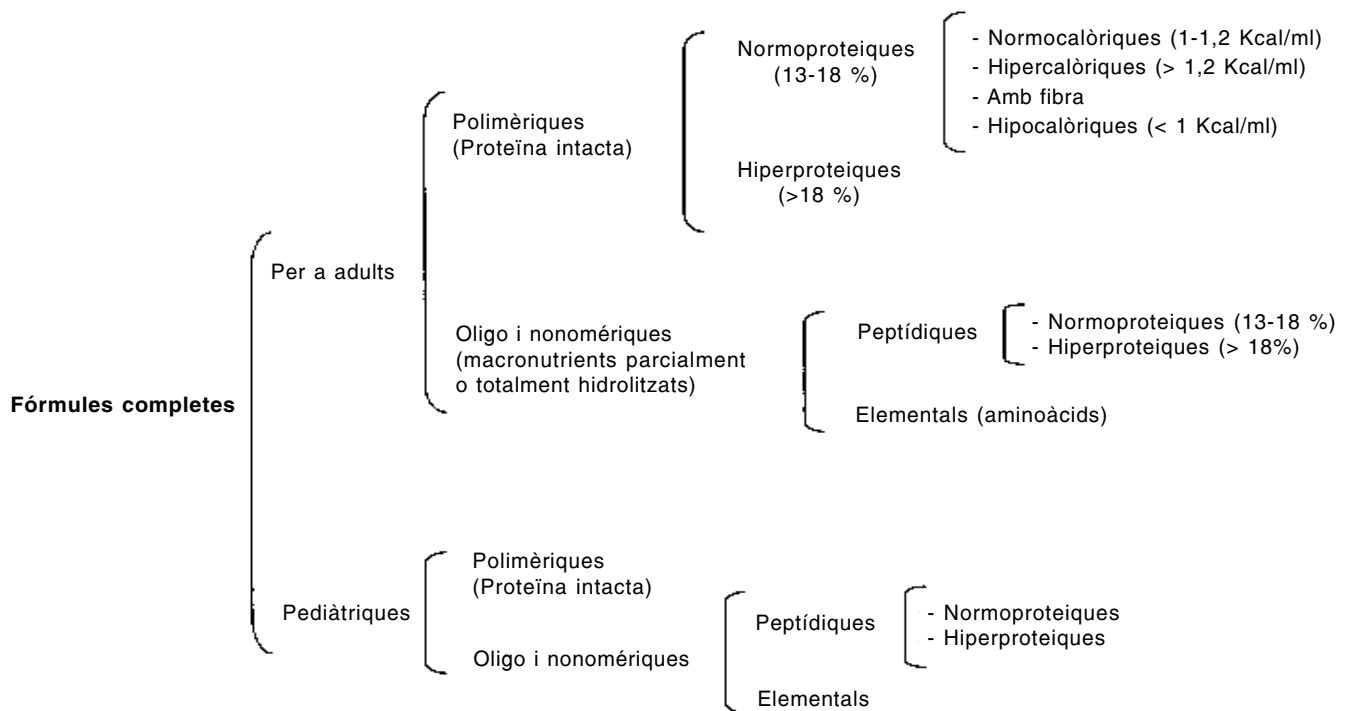 Fórmules completes
Per a adults
Polimèriques
(Proteïna intacta)
Normoproteiques
(13-18 %)
- Normocalòriques (1-1,2 Kcal/ml)
- Hipercalòriques (> 1,2 Kcal/ml)
- Amb fibra
- Hipocalòriques (< 1 Kcal/ml)
Hiperproteiques
(>18 %)
Oligo i nonomériques
(macronutrients parcialment
o totalment hidrolitzats)
Peptídiques
- Normoproteiques (13-18 %)
- Hiperproteiques (> 18%)
Elementals (aminoàcids)
Pediàtriques
Polimèriques
(Proteïna intacta)
Oligo i nonomériques
Peptídiques
- Normoproteiques
- Hiperproteiques
Elementals